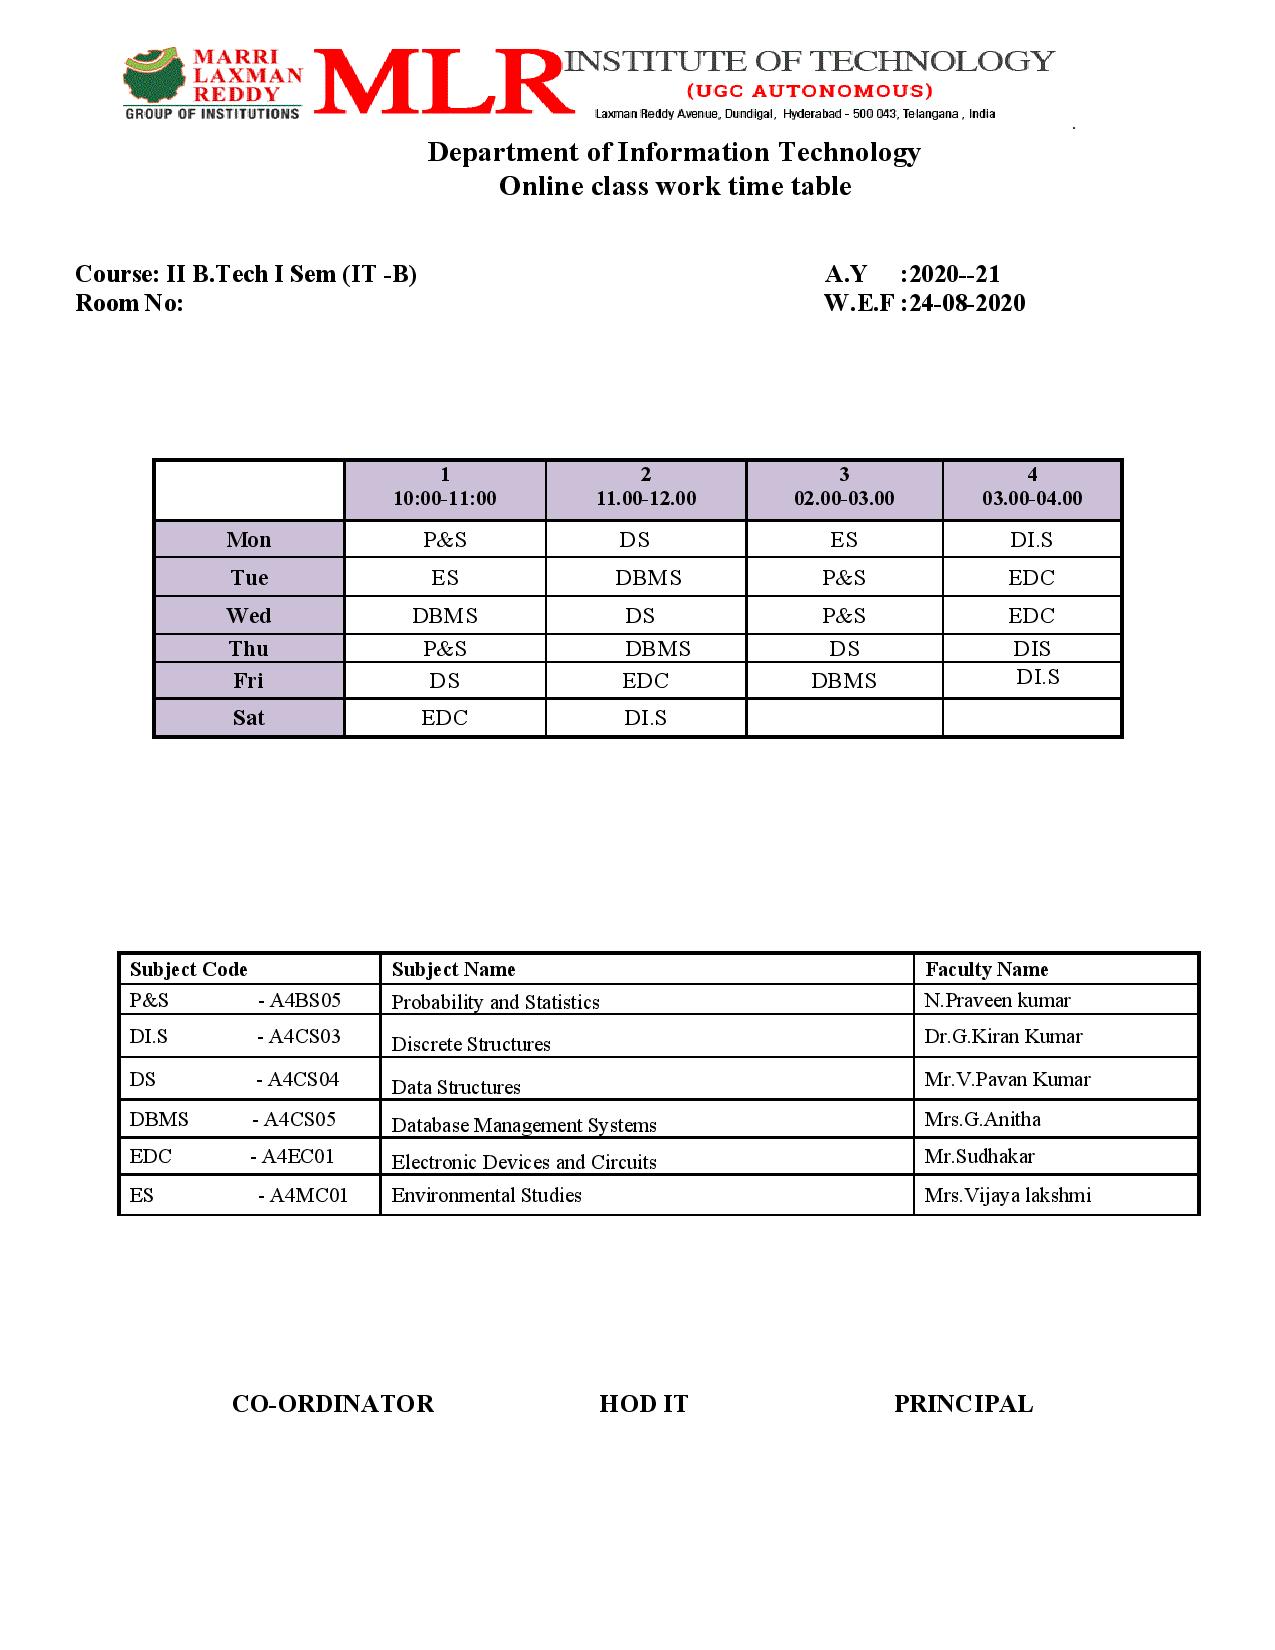 MARRI
LAXMAN
REDDY
GROUP OF INSTITUTIONS
MLR INSTITUTE OF TECHNOLOGY
(UGC AUTONOMOUS)
Laxman Reddy Avenue, Dundigal, Hyderabad - 500 043, Telangana , India
.
Department of Information Technology
Online class work time table
Course: II B.Tech I Sem (IT -B) A.Y :2020--21
Room No: W.E.F :24-08-2020
1 2 3 4
10:00-11:00 11.00-12.00 02.00-03.00 03.00-04.00
Mon P&S DS ES DI.S
Tue ES DBMS P&S EDC
Wed DBMS DS P&S EDC
Thu P&S DBMS DS DIS
Fri DS EDC DBMS DI.S
Sat EDC DI.S
Subject Code Subject Name Faculty Name
P&S - A4BS05 Probability and Statistics N.Praveen kumar
DI.S - A4CS03 Discrete Structures Dr.G.Kiran Kumar
DS - A4CS04 Data Structures Mr.V.Pavan Kumar
DBMS - A4CS05 Database Management Systems Mrs.G.Anitha
EDC - A4EC01 Electronic Devices and Circuits Mr.Sudhakar
ES - A4MC01 Environmental Studies Mrs.Vijaya lakshmi
CO-ORDINATOR HOD IT PRINCIPAL